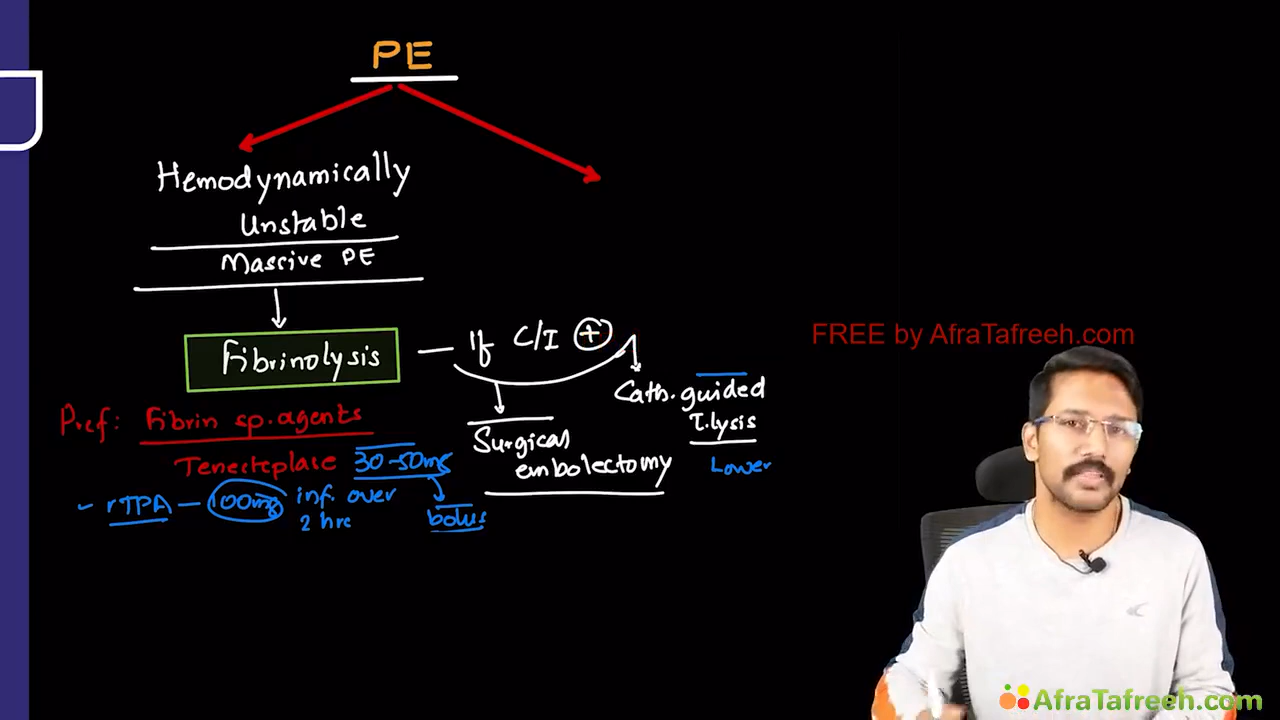 PE
Hemodynamically
Unstable
Massive PE
Fibrinolysis
If C/I +
Cath. guided
T.lysis
Lower
Surgical
embolectomy
Pref: Fibrin sp. agents
Tenecteplase 30-50mg
bolus
- rTPA - 100mg inf. over
2 hrs
FREE by AfraTafreeh.com
AfraTafreeh.com